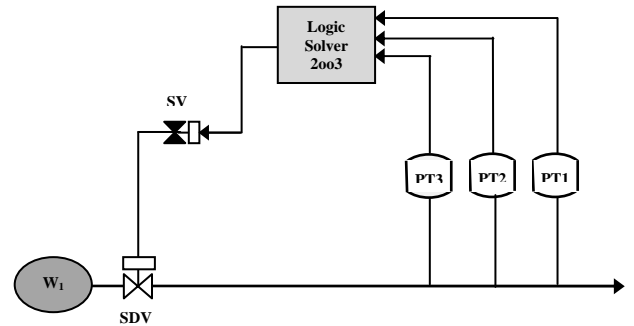 Logic
Solver
2oo3
SV
PT3
PT2
PT1
W₁
SDV